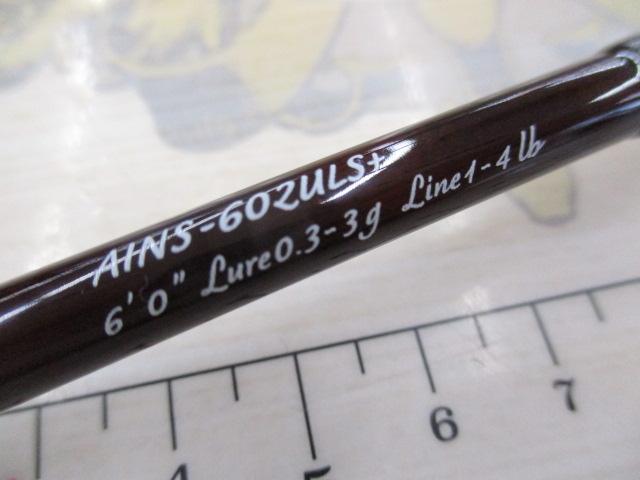 AINS-602ULS+
6'0" Lure0.3-3g Line1-4lb
4 5 6 7